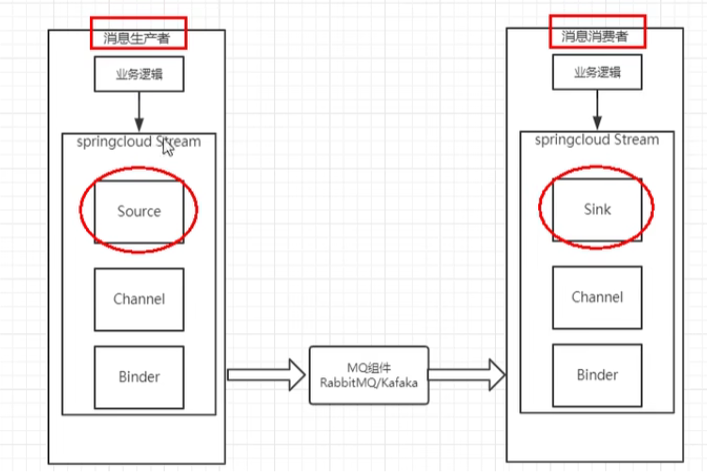 消息生产者
业务逻辑
springcloud Stream
Source
Channel
Binder
MQ组件
RabbitMQ/Kafaka
消息消费者
业务逻辑
springcloud Stream
Sink
Channel
Binder